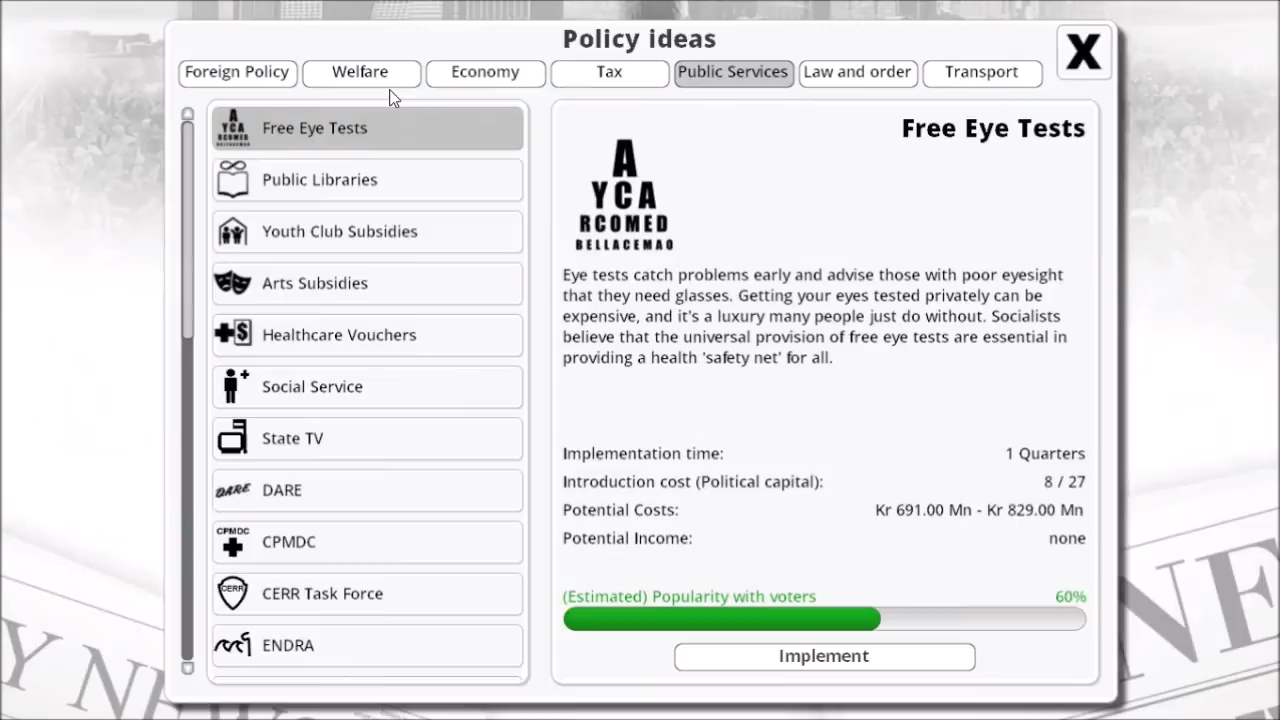 Policy ideas
X
Foreign Policy
Welfare
Economy
Tax
Public Services
Law and order
Transport
Free Eye Tests
Public Libraries
Youth Club Subsidies
Arts Subsidies
Healthcare Vouchers
Social Service
State TV
DARE
DARE
CPMDC
CPMDC
CERR
CERR Task Force
ENDRA
Free Eye Tests
A
YCA
RCOMED
BELLACEMAO
Eye tests catch problems early and advise those with poor eyesight
that they need glasses. Getting your eyes tested privately can be
expensive, and it's a luxury many people just do without. Socialists
believe that the universal provision of free eye tests are essential in
providing a health 'safety net' for all.
Implementation time: 1 Quarters
Introduction cost (Political capital): 8 / 27
Potential Costs: Kr 691.00 Mn - Kr 829.00 Mn
Potential Income: none
(Estimated) Popularity with voters 60%
Implement